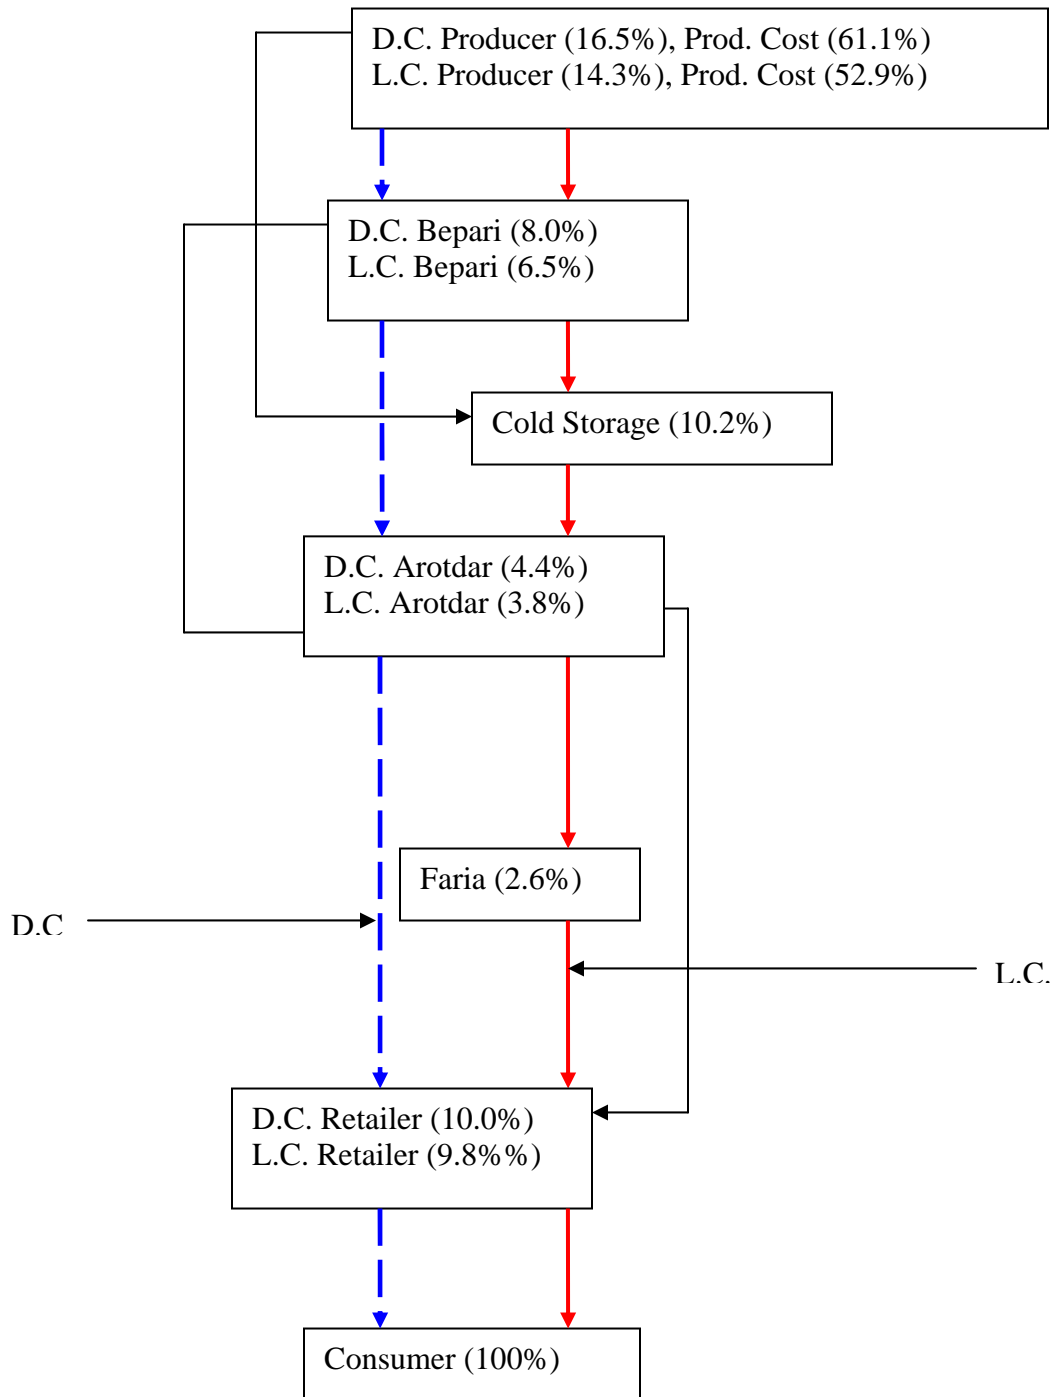 D.C. Producer (16.5%), Prod. Cost (61.1%)
L.C. Producer (14.3%), Prod. Cost (52.9%)
D.C. Bepari (8.0%)
L.C. Bepari (6.5%)
Cold Storage (10.2%)
D.C. Arotdar (4.4%)
L.C. Arotdar (3.8%)
Faria (2.6%)
D.C
L.C.
D.C. Retailer (10.0%)
L.C. Retailer (9.8%%)
Consumer (100%)